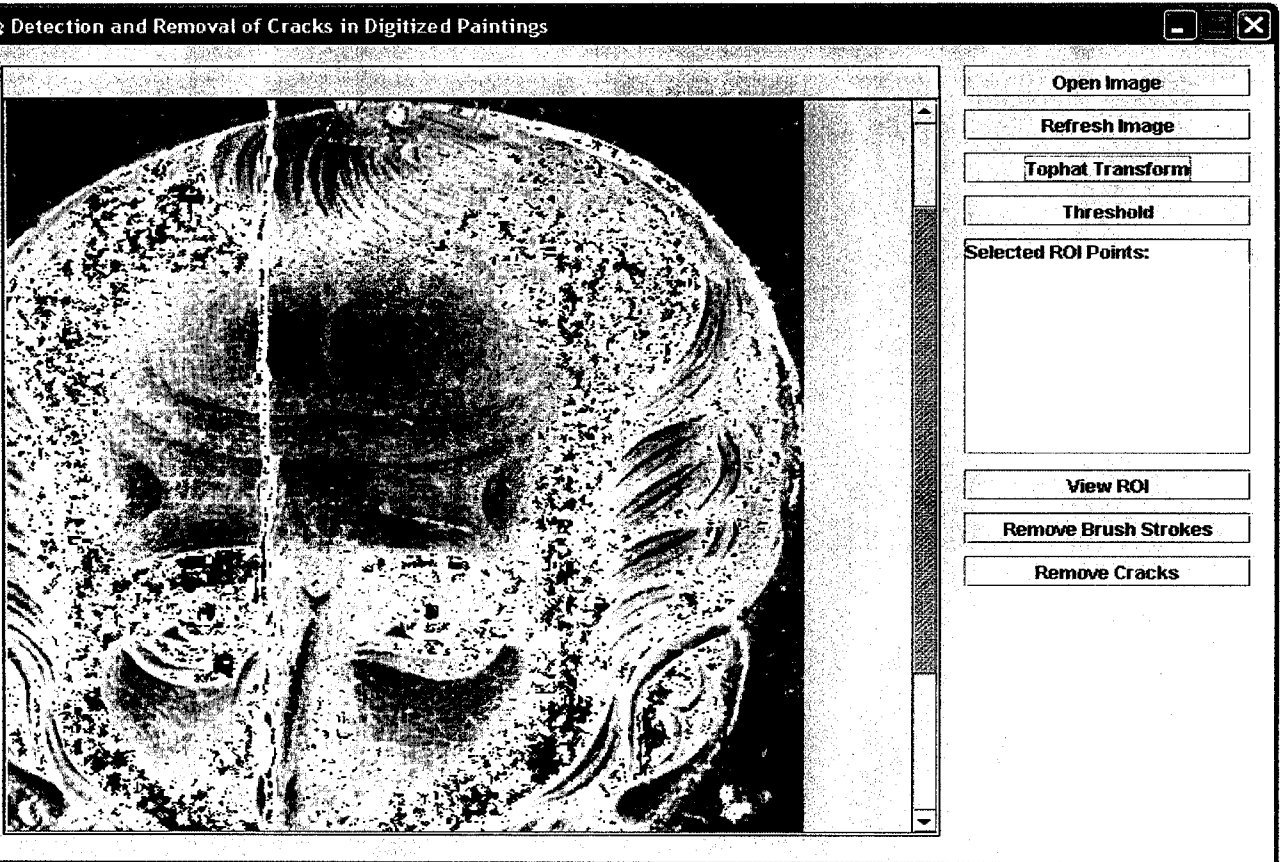 Detection and Removal of Cracks in Digitized Paintings
Open Image
Refresh Image
Tophat Transform
Threshold
Selected ROI Points:
View ROI
Remove Brush Strokes
Remove Cracks